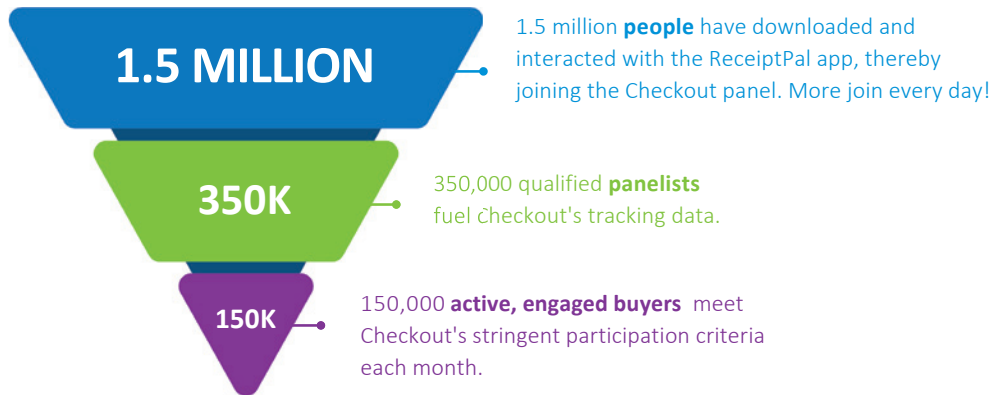 1.5 MILLION
1.5 million people have downloaded and
interacted with the ReceiptPal app, thereby
joining the Checkout panel. More join every day!
350K
350,000 qualified panelists
fuel Checkout's tracking data.
150K
150,000 active, engaged buyers meet
Checkout's stringent participation criteria
each month.